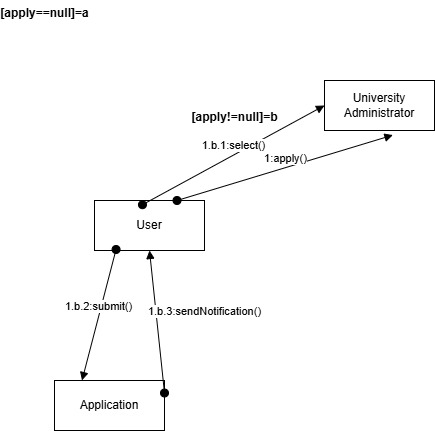 [apply==null]=a
University
Administrator
[apply!=null]=b
1.b.1:select()
1:apply()
User
1.b.2:submit()
1.b.3:sendNotification()
Application